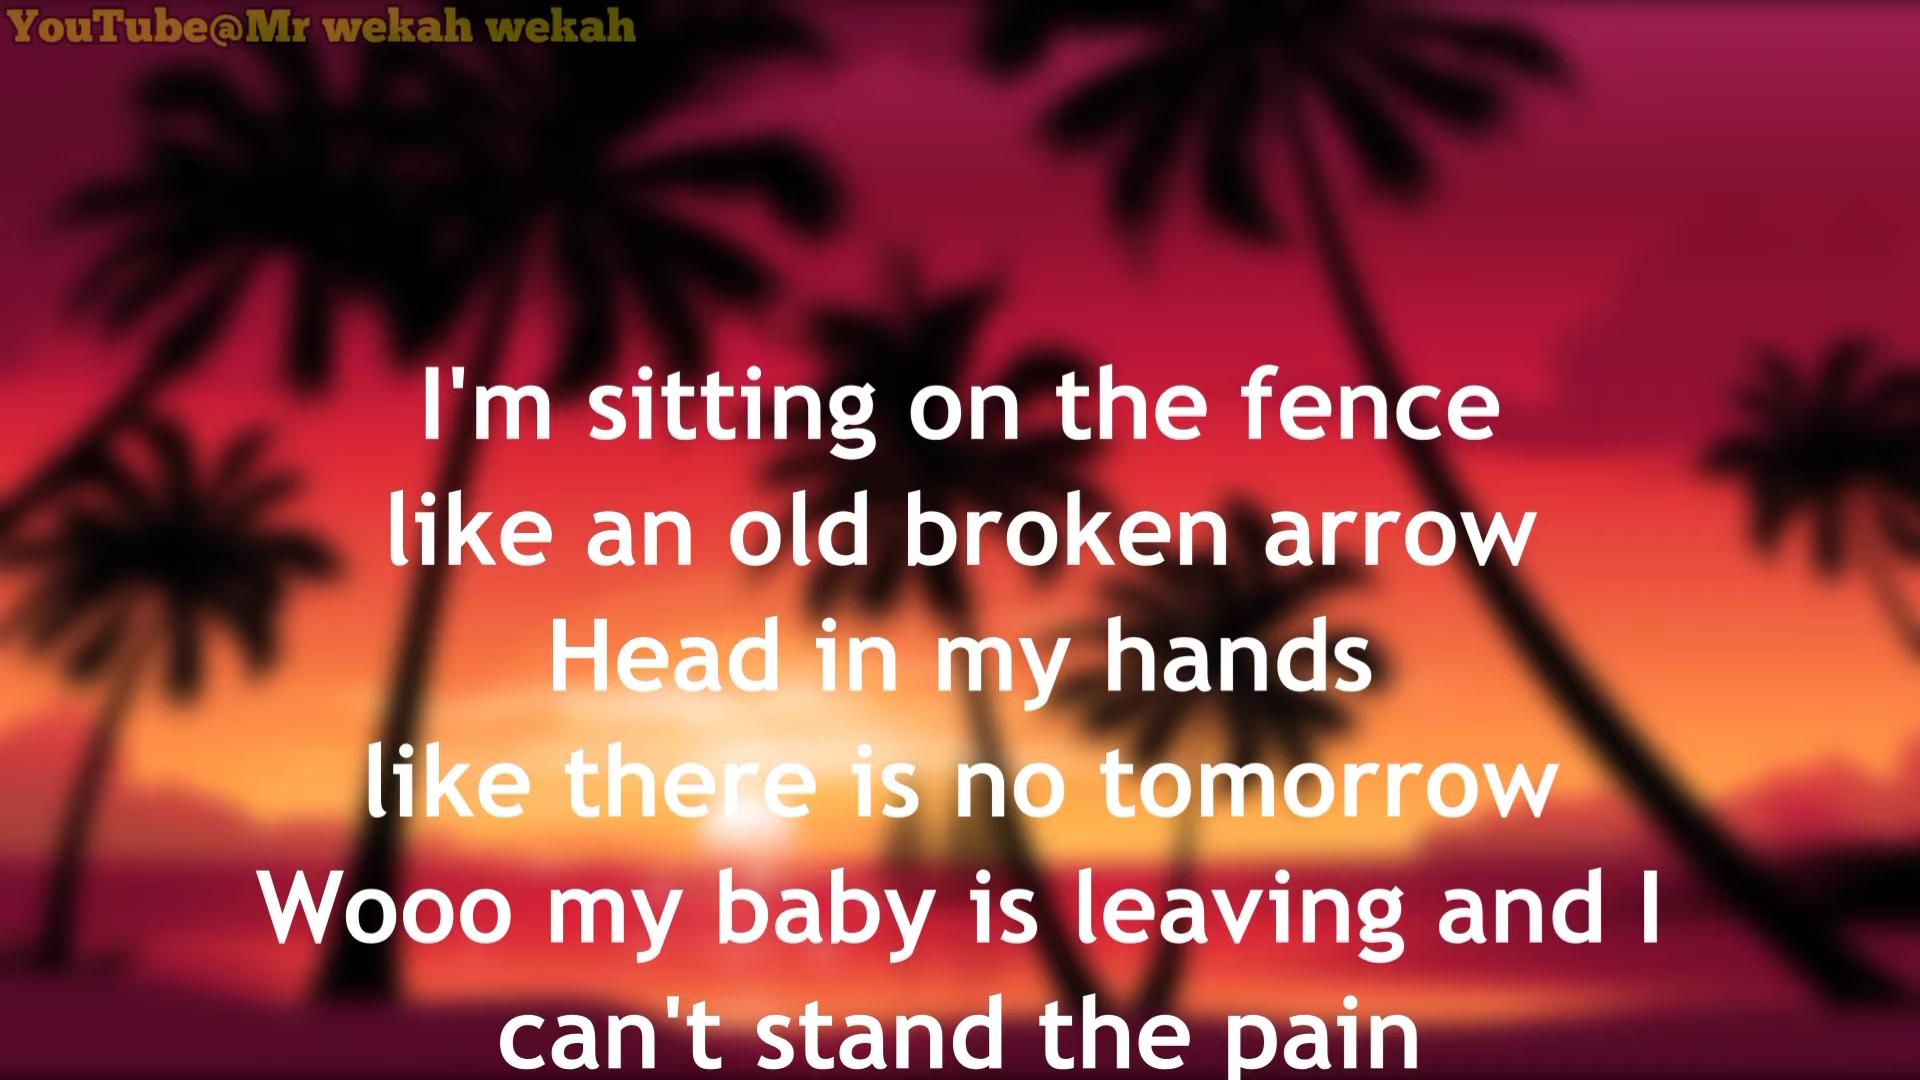 YouTube@Mr wekah wekah
I'm sitting on the fence
like an old broken arrow
Head in my hands
like there is no tomorrow
Wooo my baby is leaving and I
can't stand the pain